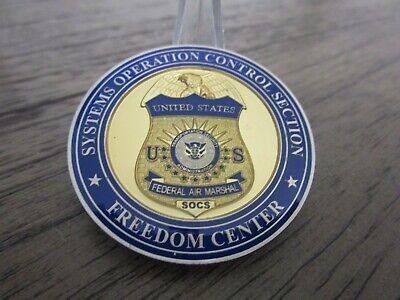 SYSTEMS OPERATION CONTROL SECTION
UNITED STATES
U S
FEDERAL AIR MARSHAL
SOCS
FREEDOM CENTER